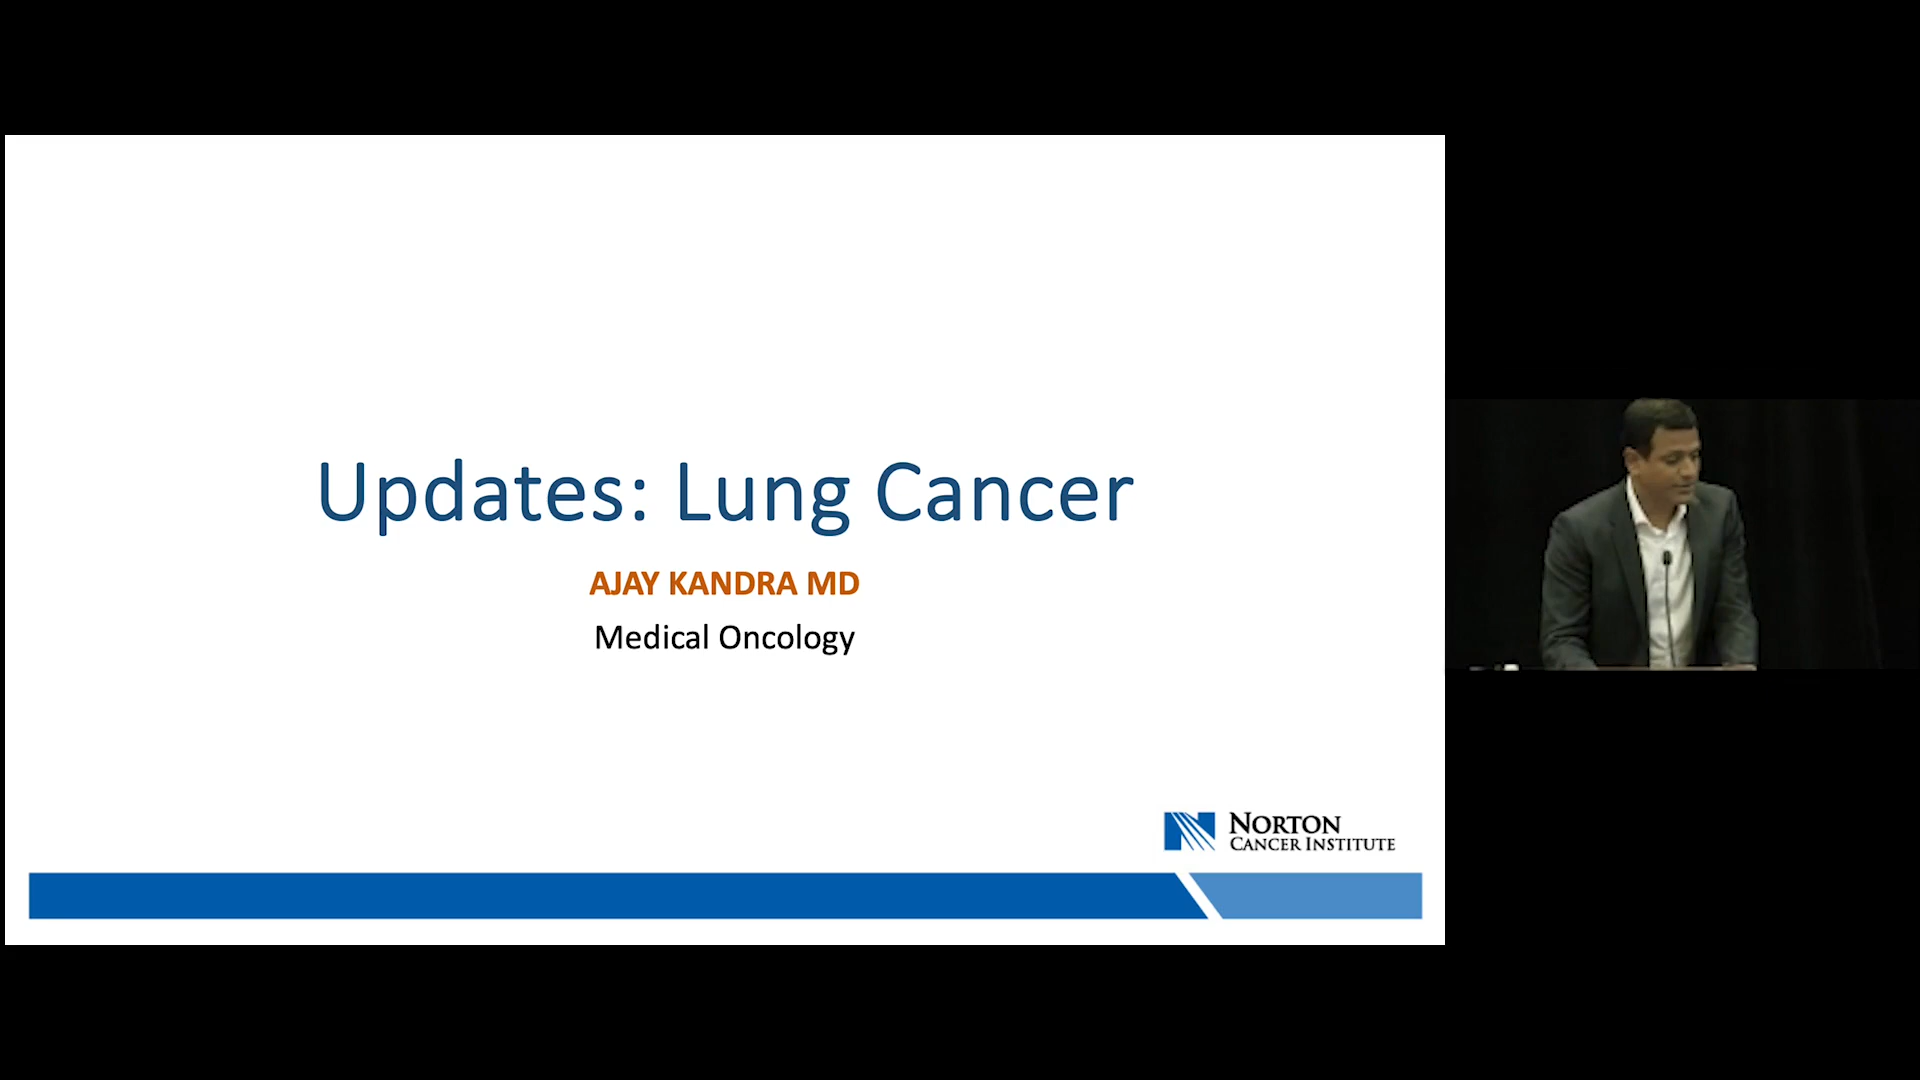 Updates: Lung Cancer
AJAY KANDRA MD
Medical Oncology
NORTON
CANCER INSTITUTE